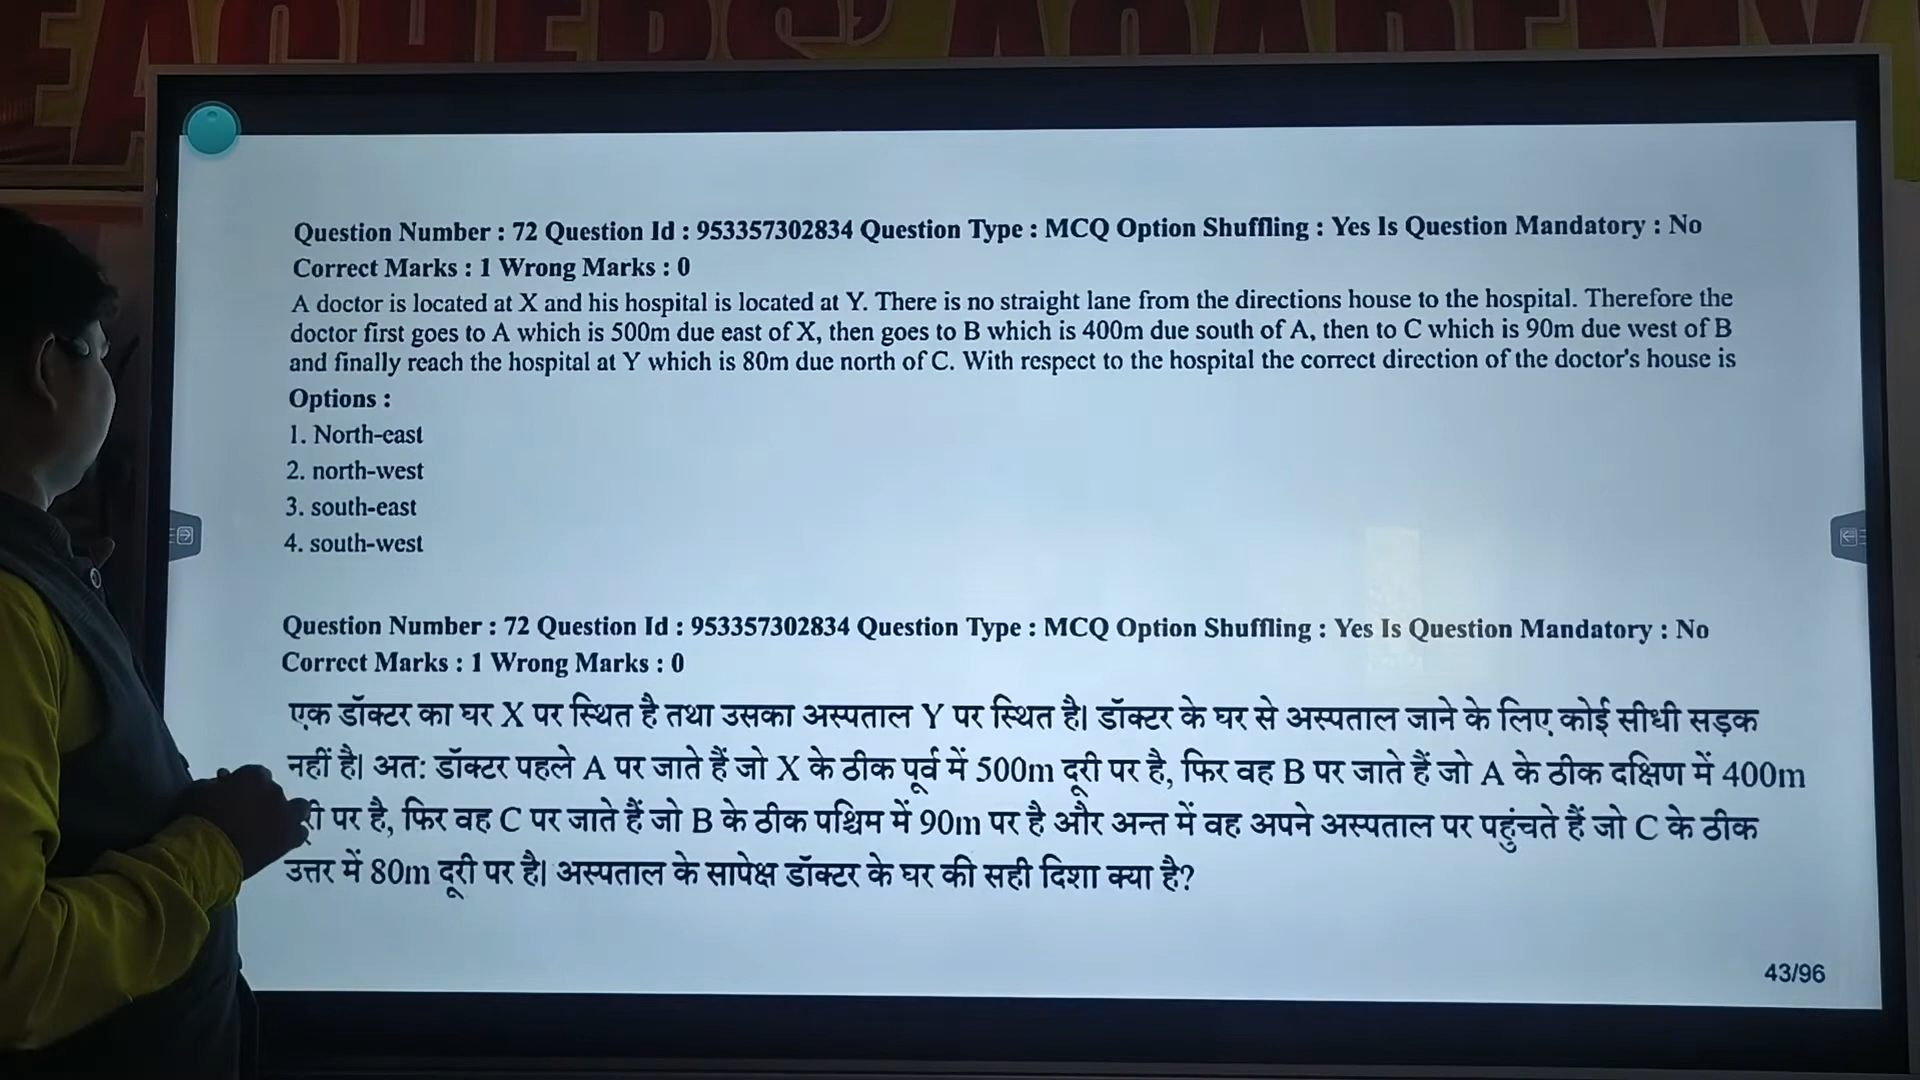 TEACHERS' ACADEMY
Question Number : 72 Question Id : 953357302834 Question Type : MCQ Option Shuffling : Yes Is Question Mandatory : No
Correct Marks : 1 Wrong Marks : 0
A doctor is located at X and his hospital is located at Y. There is no straight lane from the directions house to the hospital. Therefore the
doctor first goes to A which is 500m due east of X, then goes to B which is 400m due south of A, then to C which is 90m due west of B
and finally reach the hospital at Y which is 80m due north of C. With respect to the hospital the correct direction of the doctor's house is
Options :
1. North-east
2. north-west
3. south-east
4. south-west
Question Number : 72 Question Id : 953357302834 Question Type : MCQ Option Shuffling : Yes Is Question Mandatory : No
Correct Marks : 1 Wrong Marks : 0
एक डॉक्टर का घर X पर स्थित है तथा उसका अस्पताल Y पर स्थित है। डॉक्टर के घर से अस्पताल जाने के लिए कोई सीधी सड़क
नहीं है। अत: डॉक्टर पहले A पर जाते हैं जो X के ठीक पूर्व में 500m दूरी पर है, फिर वह B पर जाते हैं जो A के ठीक दक्षिण में 400m
पर है, फिर वह C पर जाते हैं जो B के ठीक पश्चिम में 90m पर है और अन्त में वह अपने अस्पताल पर पहुंचते हैं जो C के ठीक
उत्तर में 80m दूरी पर है। अस्पताल के सापेक्ष डॉक्टर के घर की सही दिशा क्या है?
43/96